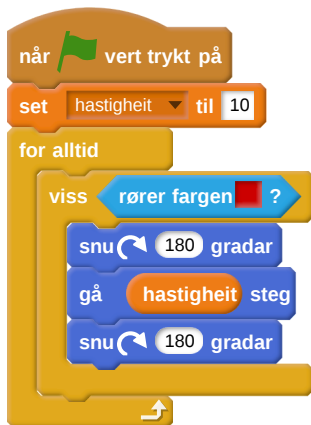 når vert trykt på
set hastigheit til 10
for alltid
viss rører fargen ?
snu 180 gradar
gå hastigheit steg
snu 180 gradar